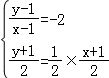 { (y-1)/(x-1) = -2
(y+1)/2 = 1/2 × (x+1)/2